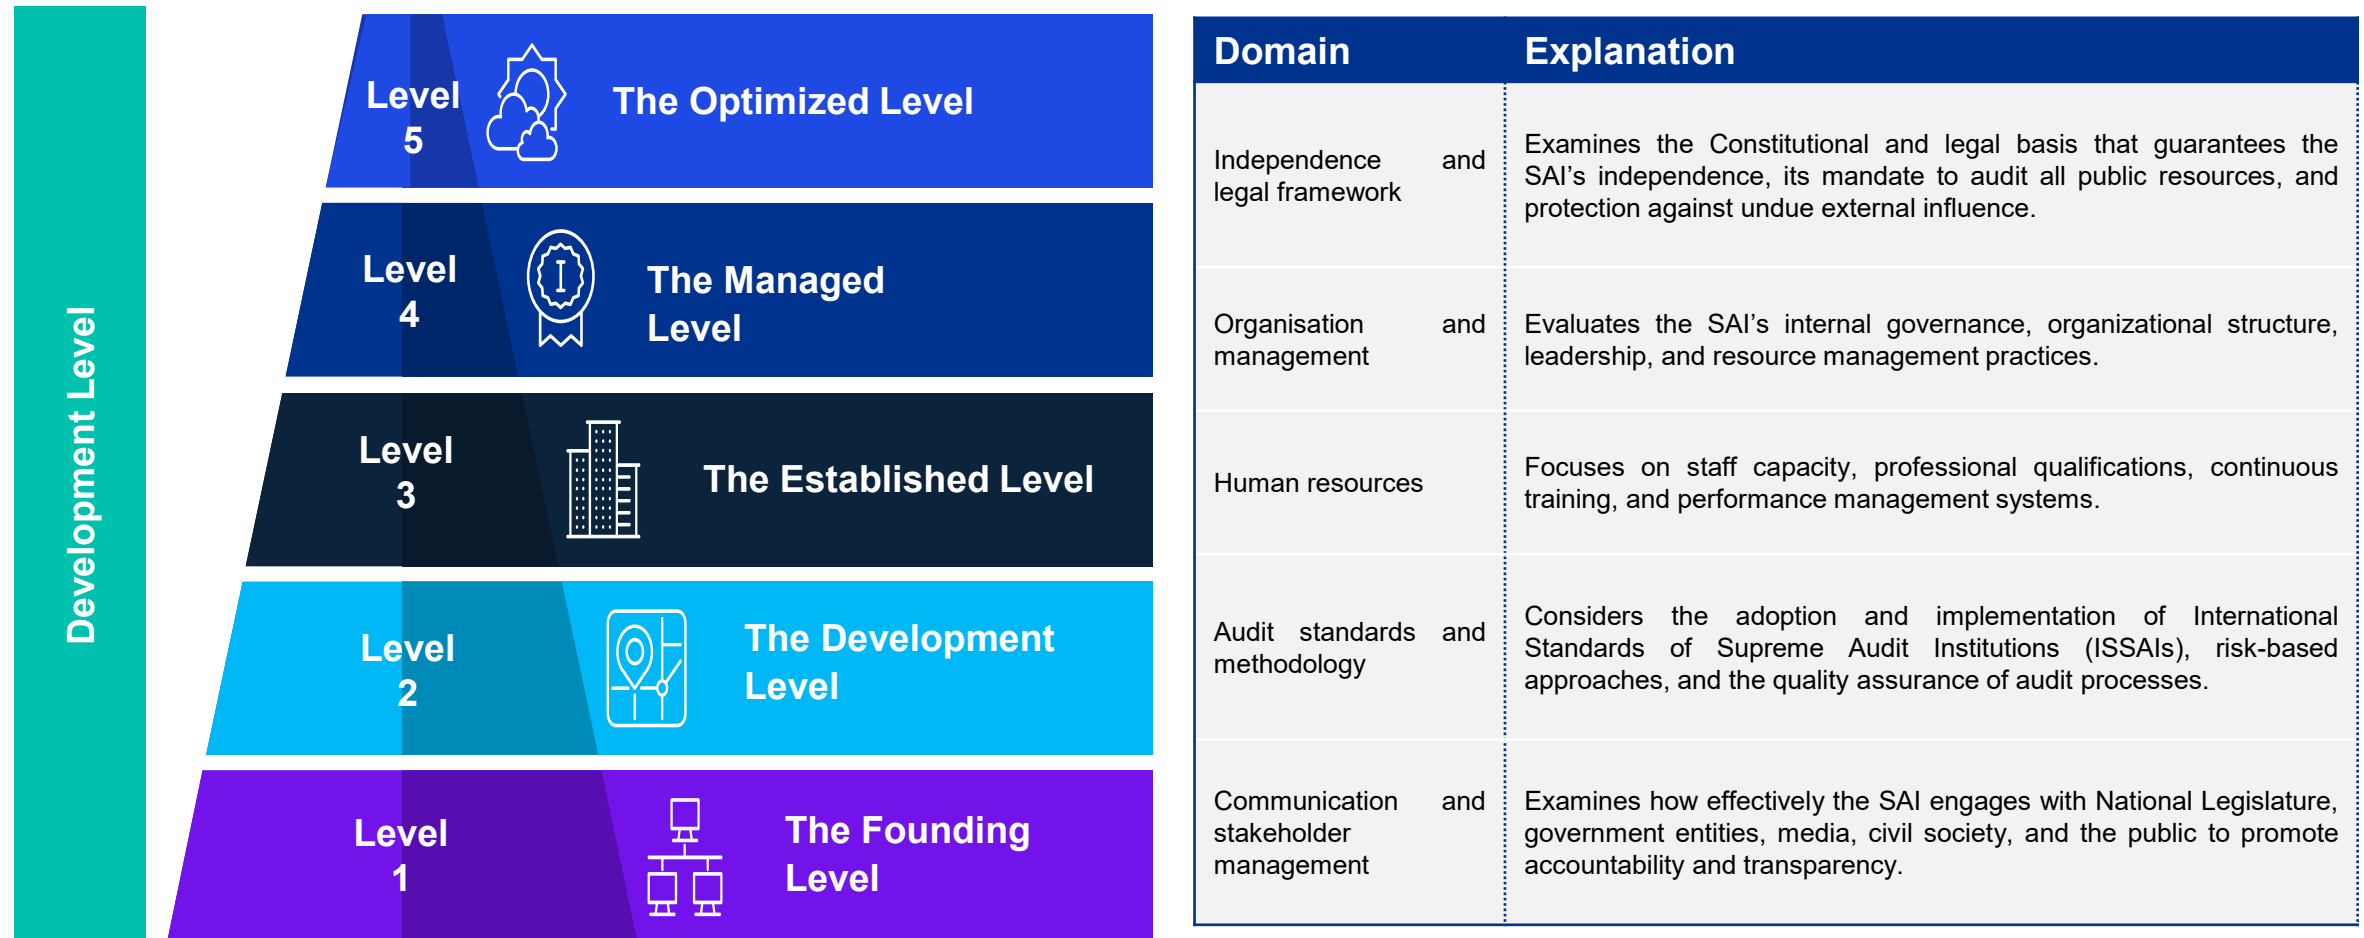 Development Level
Level
5
The Optimized Level
Level
4
The Managed
Level
Level
3
The Established Level
Level
2
The Development
Level
Level
1
The Founding
Level
Domain
Explanation
Independence and
legal framework
Examines the Constitutional and legal basis that guarantees the
SAI’s independence, its mandate to audit all public resources, and
protection against undue external influence.
Organisation and
management
Evaluates the SAI’s internal governance, organizational structure,
leadership, and resource management practices.
Human resources
Focuses on staff capacity, professional qualifications, continuous
training, and performance management systems.
Audit standards and
methodology
Considers the adoption and implementation of International
Standards of Supreme Audit Institutions (ISSAIs), risk-based
approaches, and the quality assurance of audit processes.
Communication and
stakeholder
management
Examines how effectively the SAI engages with National Legislature,
government entities, media, civil society, and the public to promote
accountability and transparency.